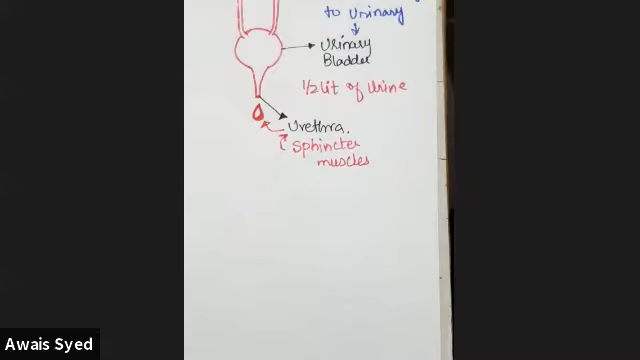 to Urinary
Urinary
Bladder
1/2 lit of Urine
Urethra.
Sphincter
muscles
Awais Syed